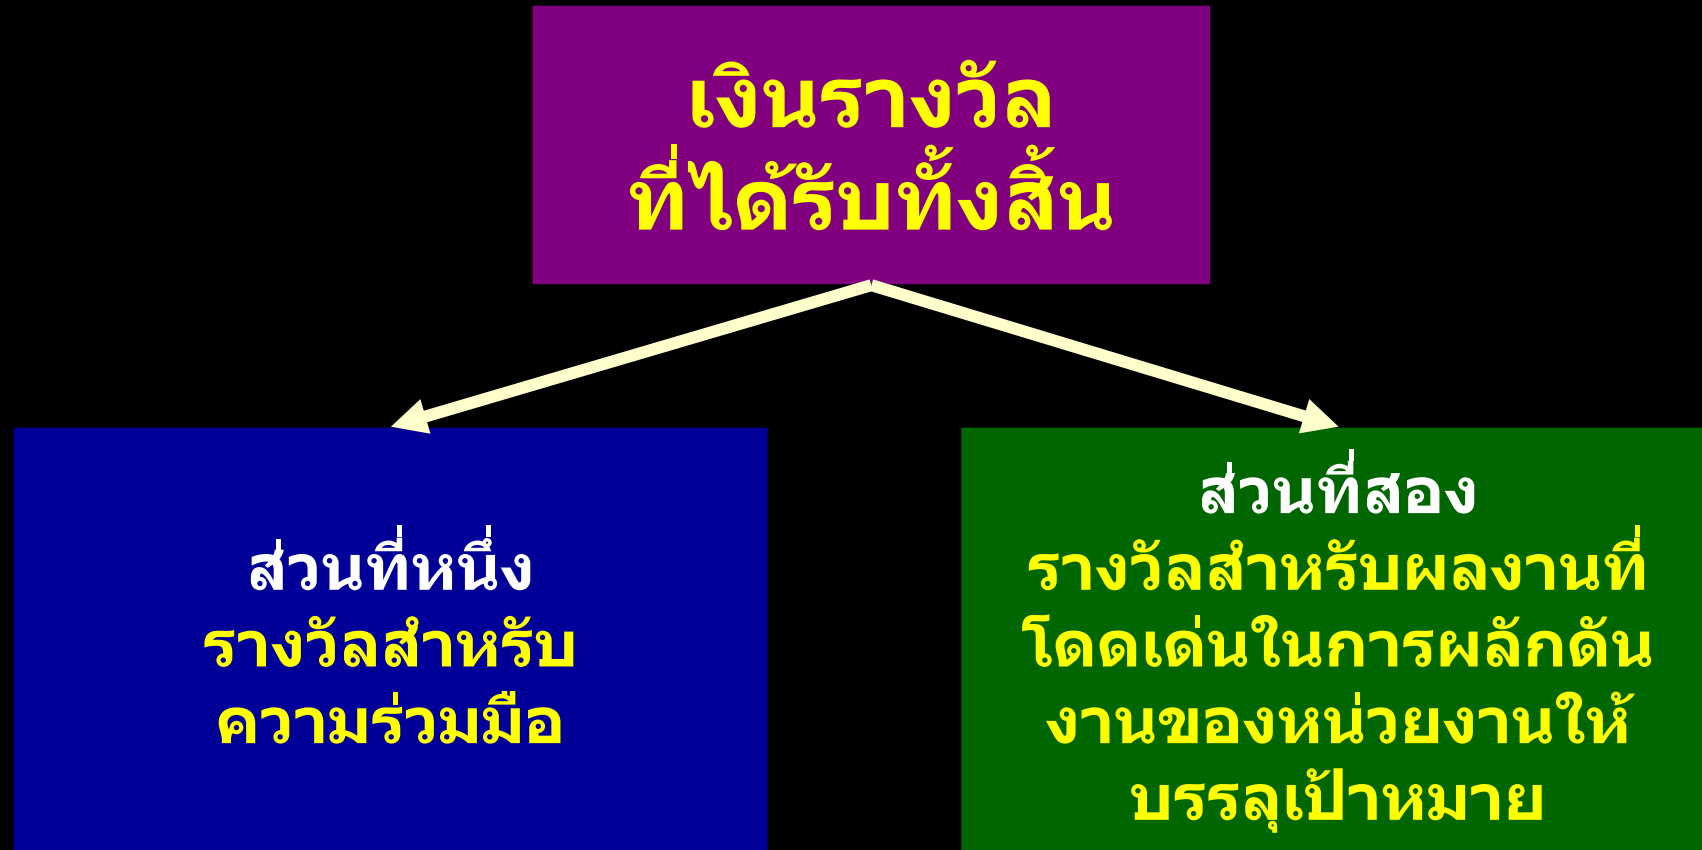 เงินรางวัล
ที่ได้รับทั้งสิ้น
ส่วนที่หนึ่ง
รางวัลสำหรับ
ความร่วมมือ
ส่วนที่สอง
รางวัลสำหรับผลงานที่
โดดเด่นในการผลักดัน
งานของหน่วยงานให้
บรรลุเป้าหมาย